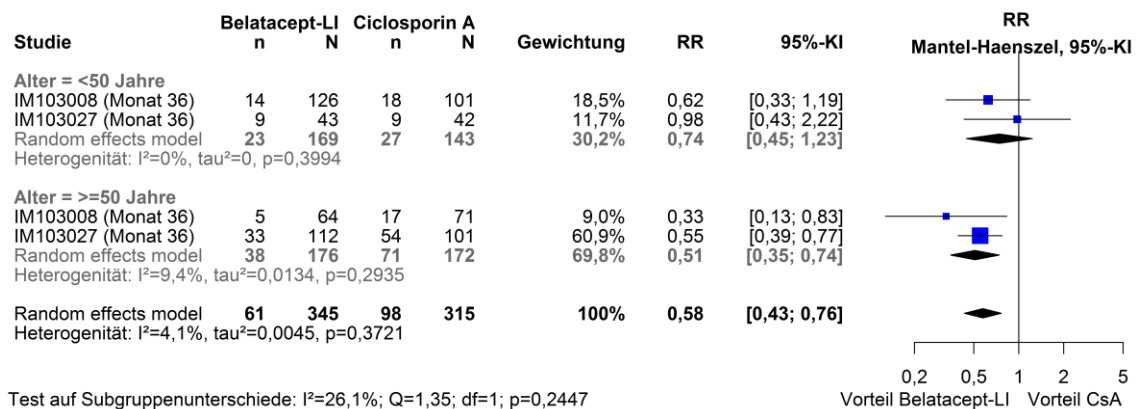 Belatacept-LI Ciclosporin A RR
Studie n N n N Gewichtung RR 95%-KI Mantel-Haenszel, 95%-KI
Alter = <50 Jahre
IM103008 (Monat 36) 14 126 18 101 18,5% 0,62 [0,33; 1,19]
IM103027 (Monat 36) 9 43 9 42 11,7% 0,98 [0,43; 2,22]
Random effects model 23 169 27 143 30,2% 0,74 [0,45; 1,23]
Heterogenität: I²=0%, tau²=0, p=0,3994
Alter = >=50 Jahre
IM103008 (Monat 36) 5 64 17 71 9,0% 0,33 [0,13; 0,83]
IM103027 (Monat 36) 33 112 54 101 60,9% 0,55 [0,39; 0,77]
Random effects model 38 176 71 172 69,8% 0,51 [0,35; 0,74]
Heterogenität: I²=9,4%, tau²=0,0134, p=0,2935
Random effects model 61 345 98 315 100% 0,58 [0,43; 0,76]
Heterogenität: I²=4,1%, tau²=0,0045, p=0,3721
0,2 0,5 1 2 5
Test auf Subgruppenunterschiede: I²=26,1%; Q=1,35; df=1; p=0,2447 Vorteil Belatacept-LI Vorteil CsA